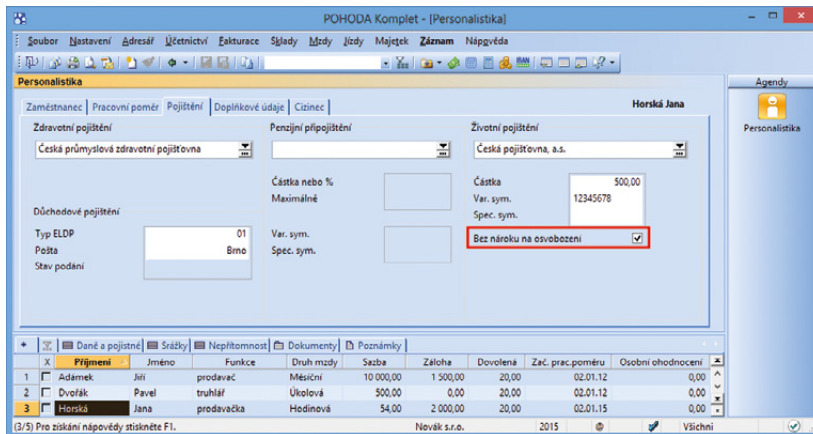 POHODA Komplet - [Personalistika]
Soubor Nastavení Adresář Účetnictví Fakturace Sklady Mzdy Jízdy Majetek Záznam Nápověda
Personalistika
Agendy
Zaměstnanec Pracovní poměr Pojištění Doplňkové údaje Cizinec Horská Jana
Personalistika
Zdravotní pojištění Penzijní připojištění Životní pojištění
Česká průmyslová zdravotní pojišťovna Česká pojišťovna, a.s.
Částka nebo % Částka 500,00
Maximálně Var. sym. 12345678
Spec. sym.
Důchodové pojištění
Typ ELDP 01 Var. sym. Bez nároku na osvobození
Pošta Brno Spec. sym.
Stav podání
Daně a pojistné Srážky Nepřítomnost Dokumenty Poznámky
X Příjmení Jméno Funkce Druh mzdy Sazba Záloha Dovolená Zač. prac.poměru Osobní ohodnocení
1 Adámek Jiří prodavač Měsíční 10 000,00 1 500,00 20,00 02.01.12 0,00
2 Dvořák Pavel truhlář Úkolová 500,00 0,00 20,00 02.01.12 0,00
3 Horská Jana prodavačka Hodinová 54,00 2 000,00 20,00 02.01.15 0,00
(3/5) Pro získání nápovědy stiskněte F1. Novák s.r.o. 2015 @ Všichni